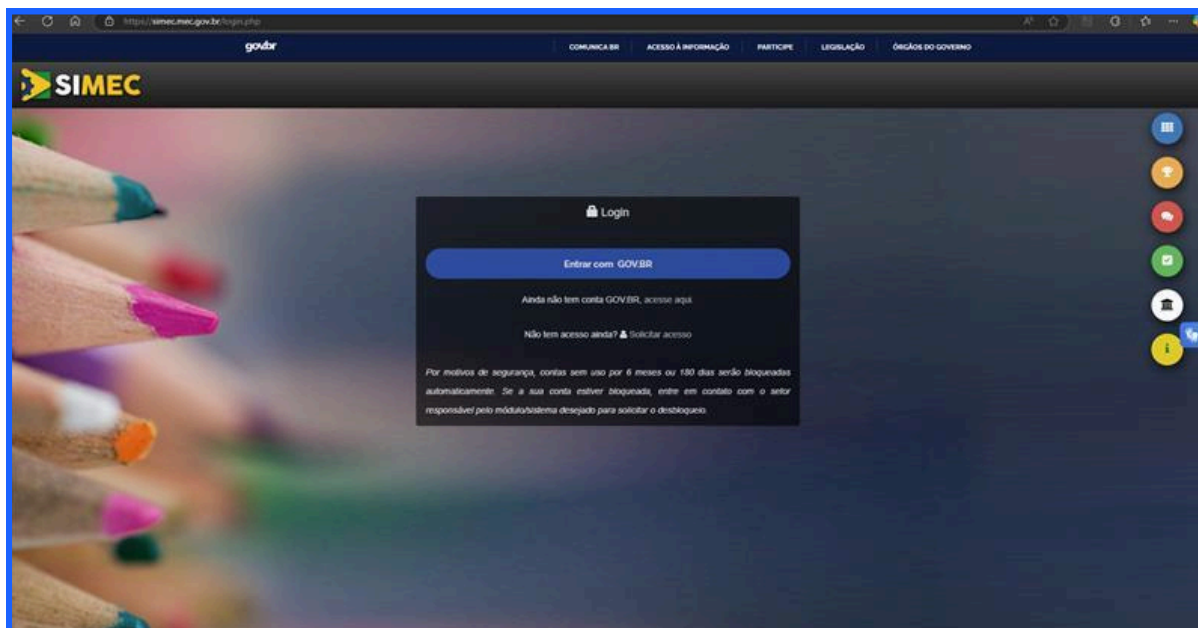 https://simec.mec.gov.br/login.php
gov.br
COMUNICA BR ACESSO À INFORMAÇÃO PARTICIPE LEGISLAÇÃO ÓRGÃOS DO GOVERNO
SIMEC
Login
Entrar com GOV.BR
Ainda não tem conta GOV.BR, acesse aqui.
Não tem acesso ainda? Solicitar acesso
Por motivos de segurança, contas sem uso por 6 meses ou 180 dias serão bloqueadas
automaticamente. Se a sua conta estiver bloqueada, entre em contato com o setor
responsável pelo módulo/sistema desejado para solicitar o desbloqueio.